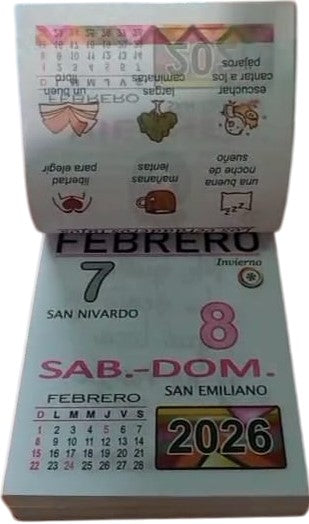 una buena noche de sueño
mañanas lentas
libertad para elegir
escuchar cantar a los pájaros
largas caminatas
un buen libro
FEBRERO
D L M M J V S
FEBRERO
Invierno
7
SAN NIVARDO
8
SAB.-DOM.
SAN EMILIANO
FEBRERO
D L M M J V S
1 2 3 4 5 6 7
8 9 10 11 12 13 14
15 16 17 18 19 20 21
22 23 24 25 26 27 28
2026